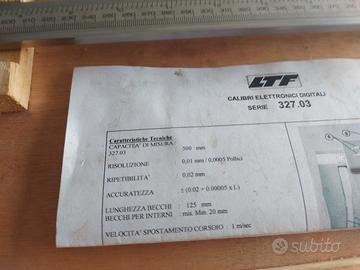 LTF
CALIBRI ELETTRONICI DIGITALI
SERIE 327.03
Caratteristiche Tecniche
CAPACITA' DI MISURA : 500 mm
327.03
RISOLUZIONE : 0,01 mm / 0,0005 Pollici
RIPETIBILITA' : 0,02 mm
ACCURATEZZA : ± (0.02 + 0.00005 x L)
LUNGHEZZA BECCHI : 125 mm
BECCHI PER INTERNI : mis. Min. 20 mm
VELOCITA' SPOSTAMENTO CORSOIO : 1 m/sec
subito